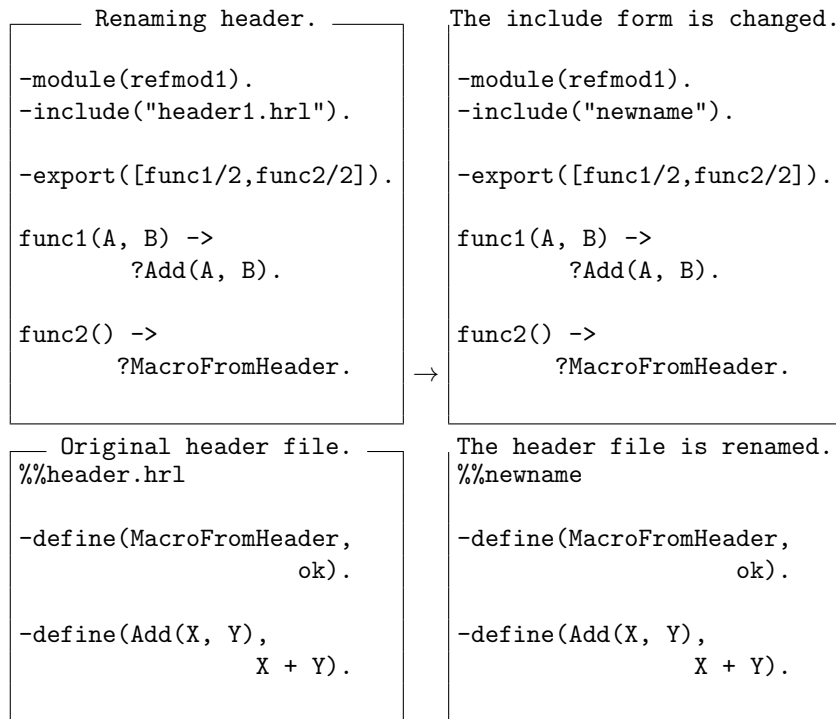 Renaming header.
-module(refmod1).
-include("header1.hrl").
-export([func1/2,func2/2]).
func1(A, B) ->
?Add(A, B).
func2() ->
?MacroFromHeader.
→
The include form is changed.
-module(refmod1).
-include("newname").
-export([func1/2,func2/2]).
func1(A, B) ->
?Add(A, B).
func2() ->
?MacroFromHeader.
Original header file.
%%header.hrl
-define(MacroFromHeader,
ok).
-define(Add(X, Y),
X + Y).
The header file is renamed.
%%newname
-define(MacroFromHeader,
ok).
-define(Add(X, Y),
X + Y).